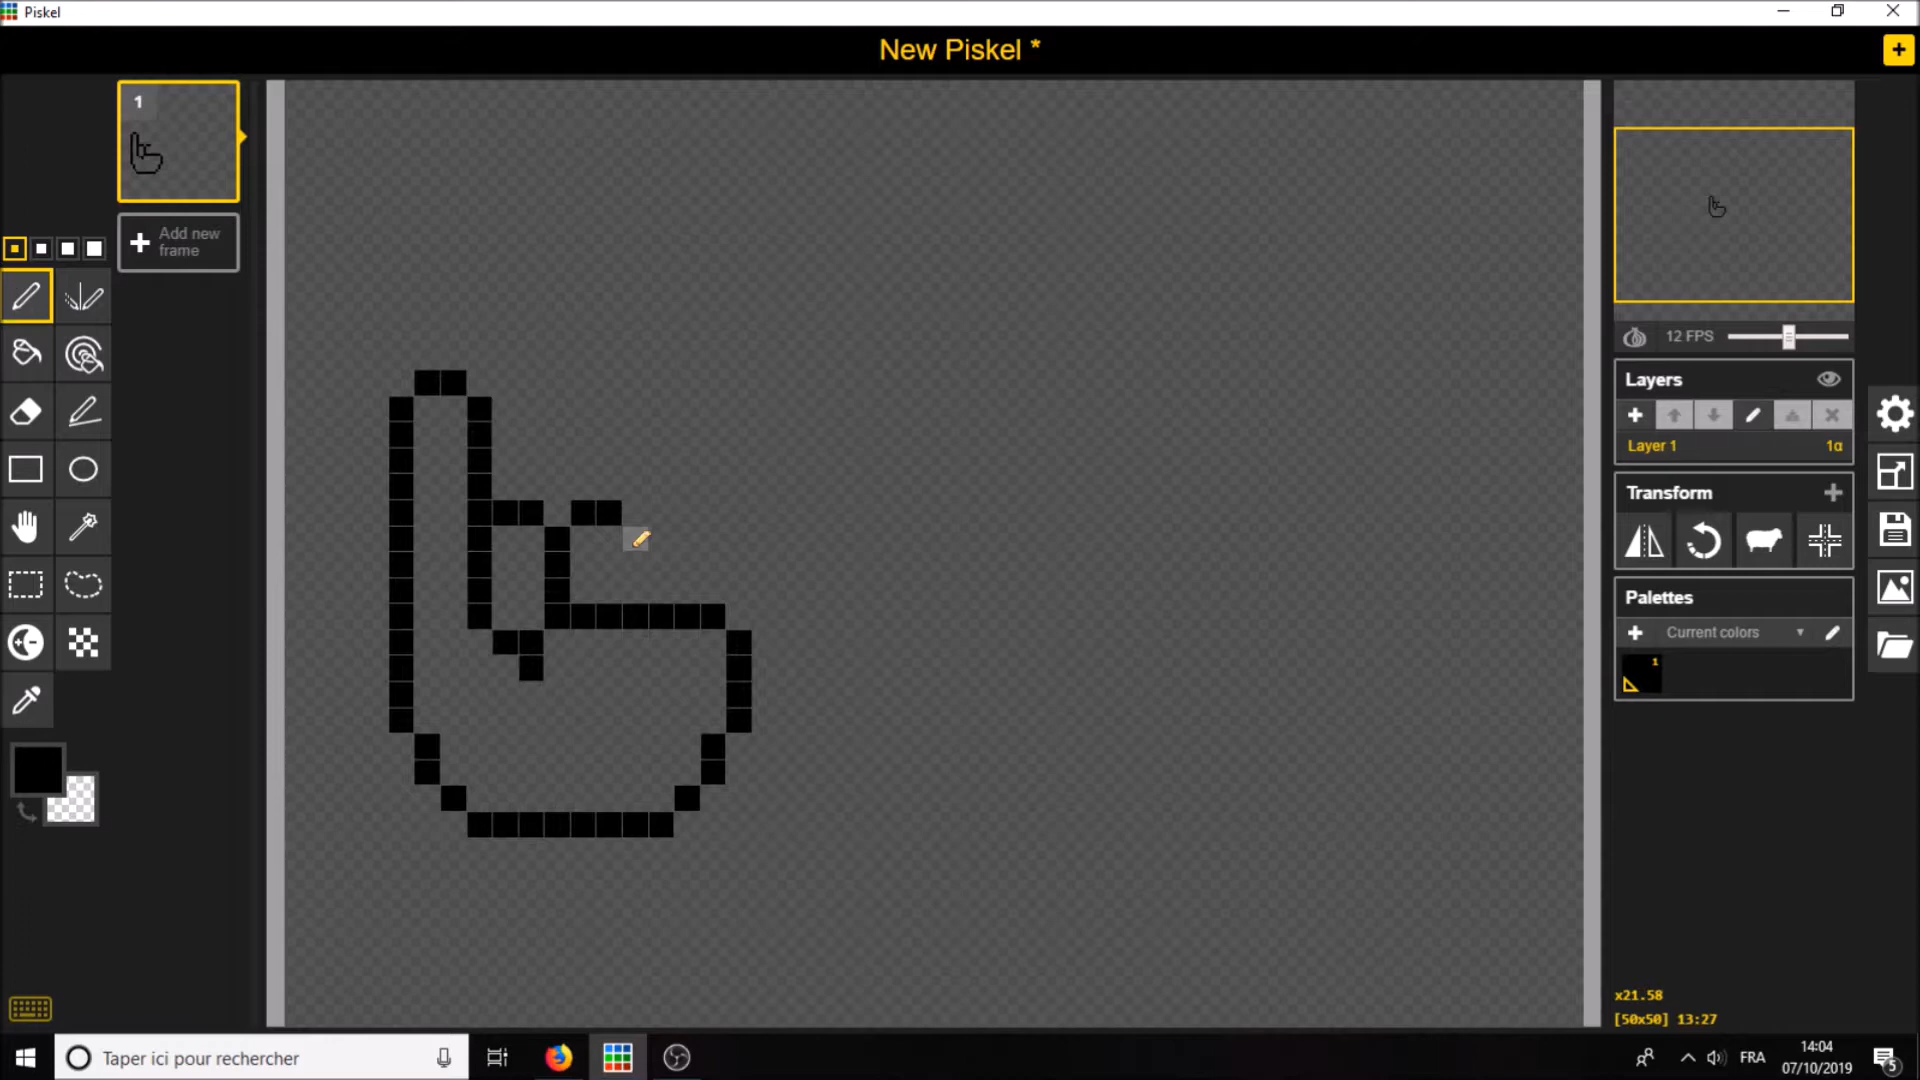 Piskel
New Piskel *
1
Add new
frame
12 FPS
Layers
Layer 1
1α
Transform
Palettes
Current colors
1
x21.58
[50x50] 13:27
Taper ici pour rechercher
FRA
14:04
07/10/2019
5